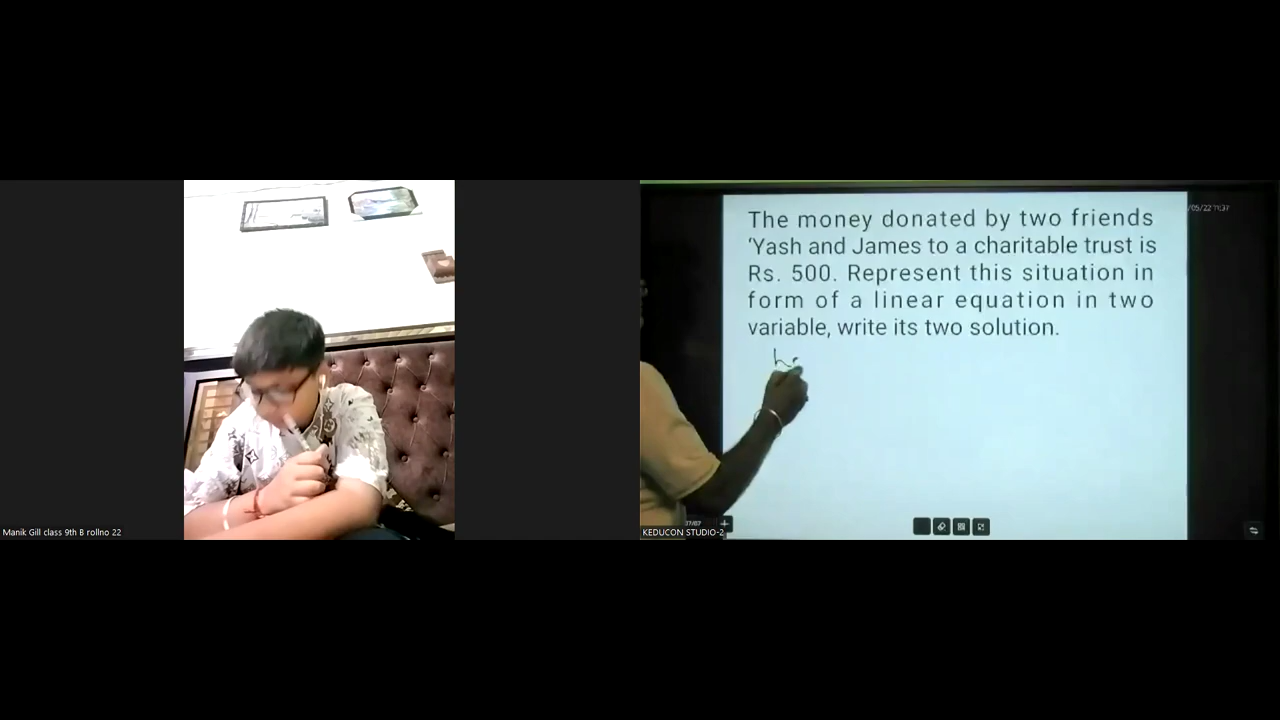 The money donated by two friends
‘Yash and James to a charitable trust is
Rs. 500. Represent this situation in
form of a linear equation in two
variable, write its two solution.
Manik Gill class 9th B rollno 22
KEDUCON STUDIO-2